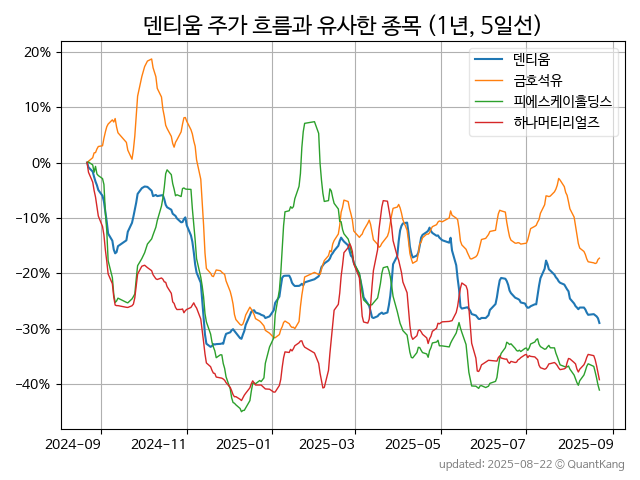 덴티움 주가 흐름과 유사한 종목 (1년, 5일선)
덴티움
금호석유
피에스케이홀딩스
하나머티리얼즈
20%
10%
0%
−10%
−20%
−30%
−40%
2024−09
2024−11
2025−01
2025−03
2025−05
2025−07
2025−09
updated: 2025-08-22 © QuantKang